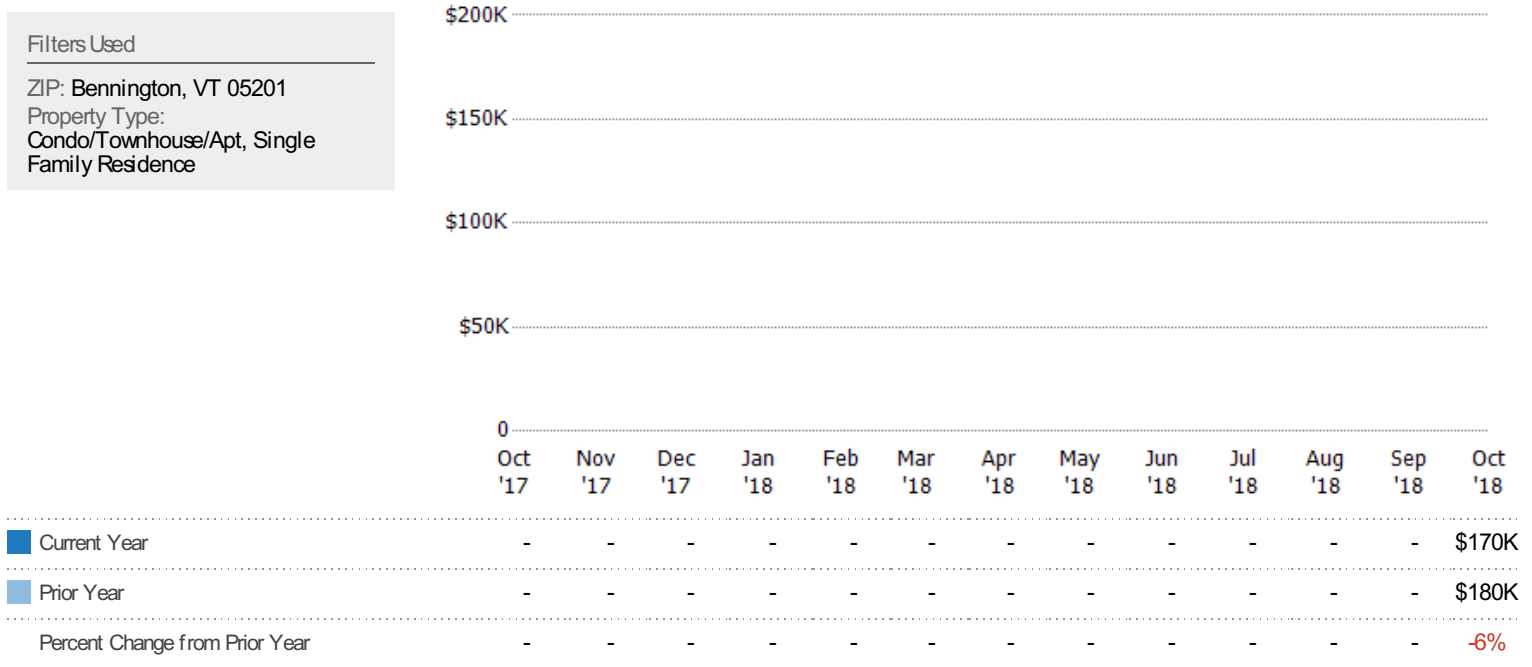 Filters Used
ZIP: Bennington, VT 05201
Property Type:
Condo/Townhouse/Apt, Single
Family Residence
$200K
$150K
$100K
$50K
0
Oct Nov Dec Jan Feb Mar Apr May Jun Jul Aug Sep Oct
'17 '17 '17 '18 '18 '18 '18 '18 '18 '18 '18 '18 '18
Current Year - - - - - - - - - - - - $170K
Prior Year - - - - - - - - - - - - $180K
Percent Change from Prior Year - - - - - - - - - - - - -6%